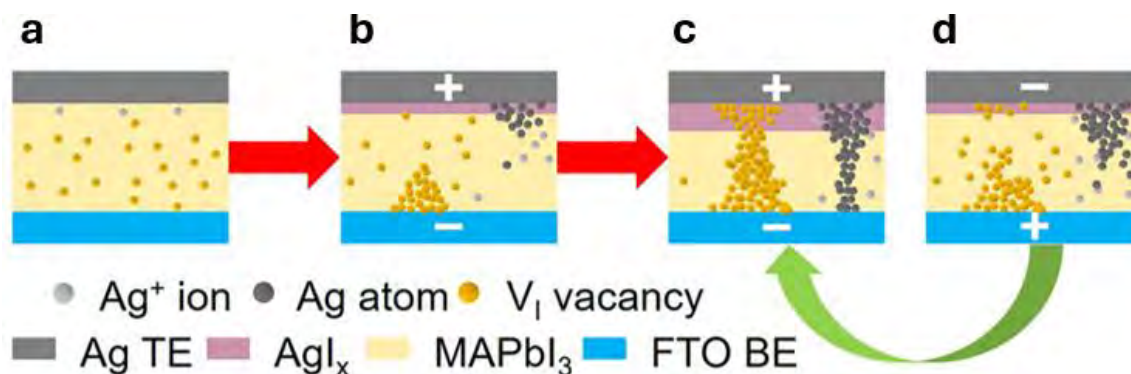 a b c d
+ + −
− − +
Ag⁺ ion Ag atom V_I vacancy
Ag TE AgI_x MAPbI₃ FTO BE